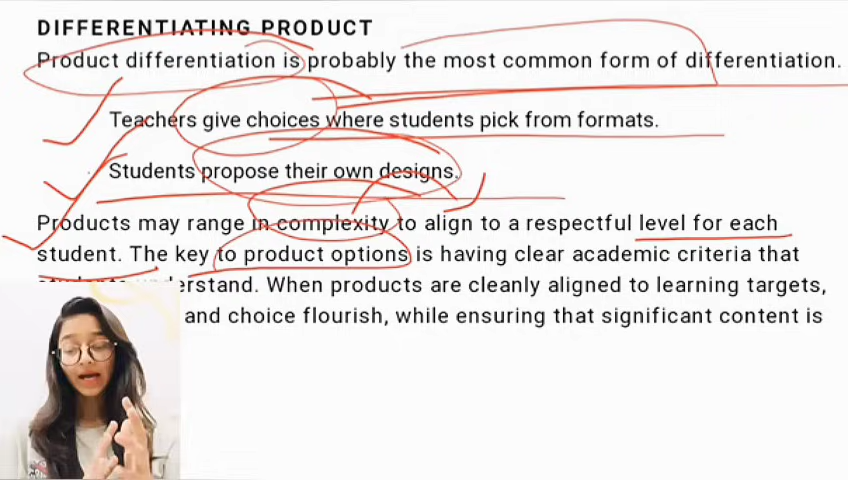 DIFFERENTIATING PRODUCT
Product differentiation is probably the most common form of differentiation.
Teachers give choices where students pick from formats.
Students propose their own designs.
Products may range in complexity to align to a respectful level for each
student. The key to product options is having clear academic criteria that
students understand. When products are cleanly aligned to learning targets,
and choice flourish, while ensuring that significant content is